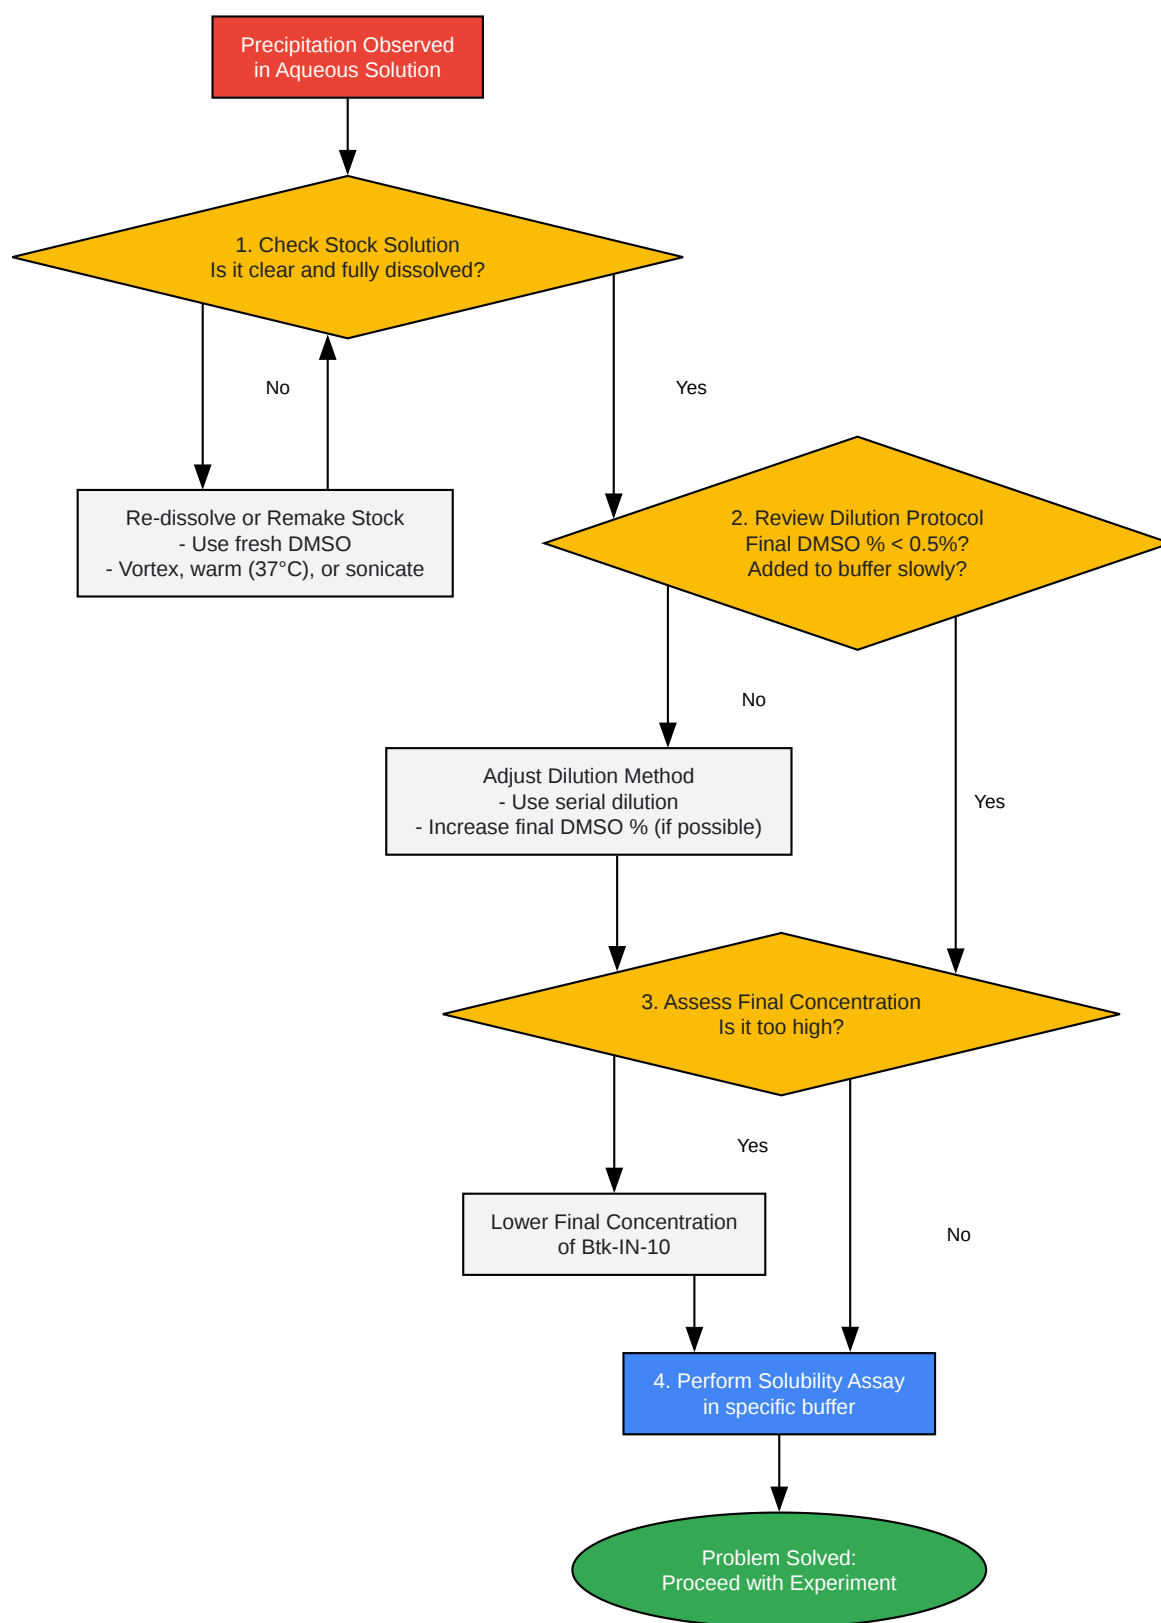 Precipitation Observed
in Aqueous Solution
1. Check Stock Solution
Is it clear and fully dissolved?
No
Yes
Re-dissolve or Remake Stock
- Use fresh DMSO
- Vortex, warm (37°C), or sonicate
2. Review Dilution Protocol
Final DMSO % < 0.5%?
Added to buffer slowly?
No
Adjust Dilution Method
- Use serial dilution
- Increase final DMSO % (if possible)
Yes
3. Assess Final Concentration
Is it too high?
Yes
Lower Final Concentration
of Btk-IN-10
No
4. Perform Solubility Assay
in specific buffer
Problem Solved:
Proceed with Experiment